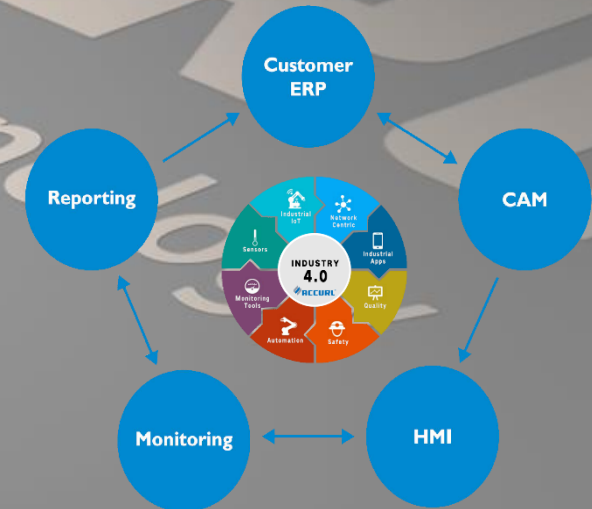 Customer
ERP
Reporting
CAM
Industrial
IoT
Network
Centric
Sensors
Industrial
Apps
INDUSTRY
4.0
ACCURL
Monitoring
Tools
Quality
Automation
Safety
Monitoring
HMI